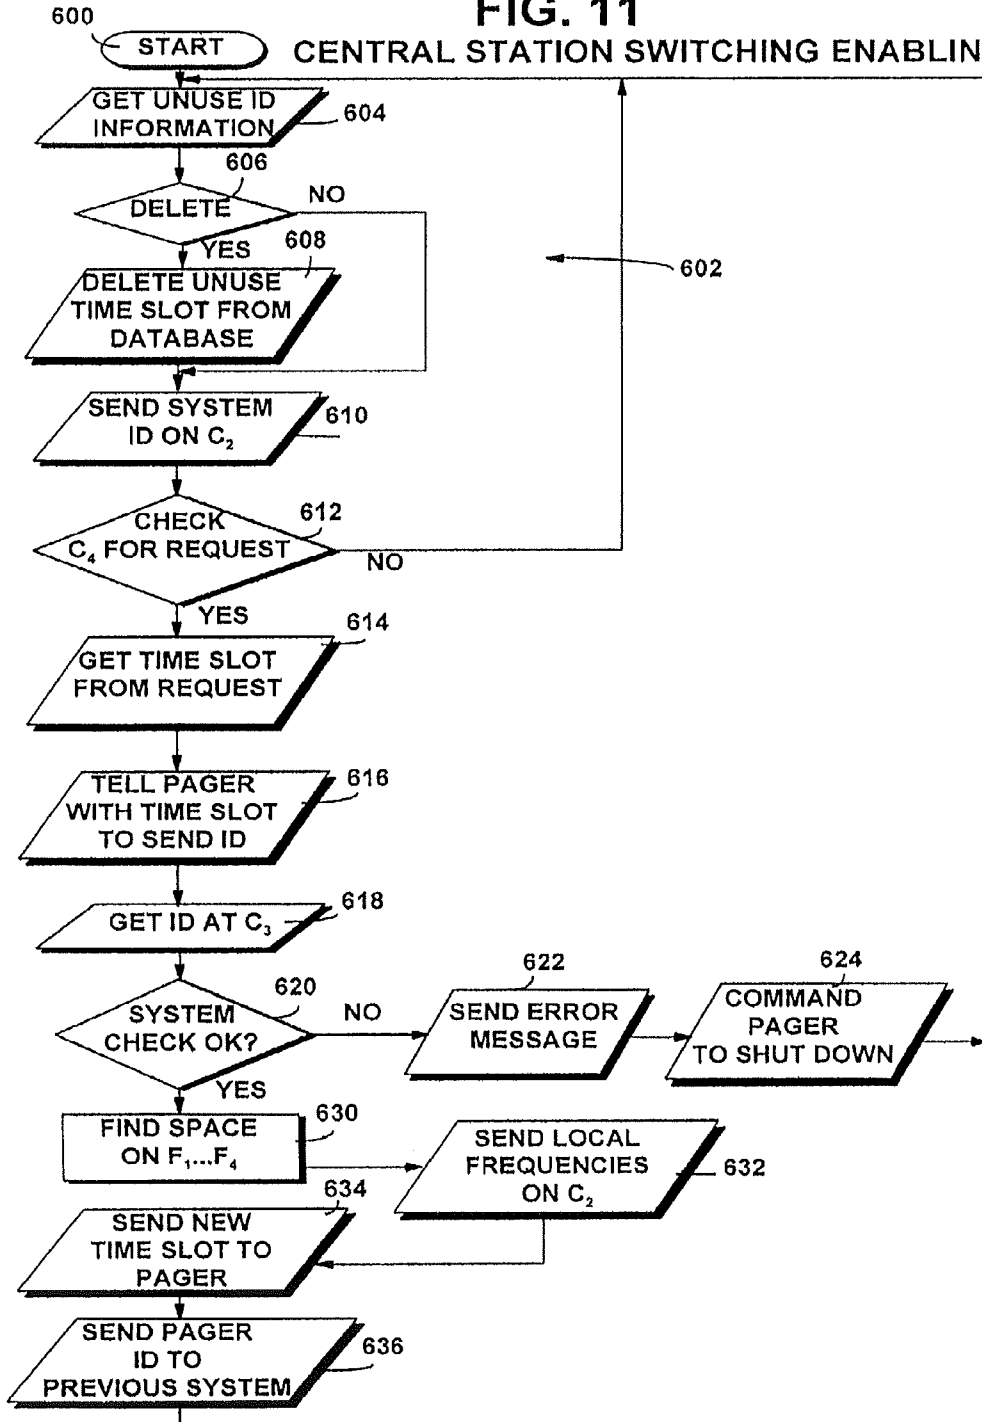 FIG. 11
CENTRAL STATION SWITCHING ENABLIN
600
START
GET UNUSE ID
INFORMATION
604
606
DELETE
NO
YES
608
602
DELETE UNUSE
TIME SLOT FROM
DATABASE
SEND SYSTEM
ID ON C₂
610
612
CHECK
C₄ FOR REQUEST
NO
YES
614
GET TIME SLOT
FROM REQUEST
616
TELL PAGER
WITH TIME SLOT
TO SEND ID
618
GET ID AT C₃
620
SYSTEM
CHECK OK?
NO
YES
622
SEND ERROR
MESSAGE
624
COMMAND
PAGER
TO SHUT DOWN
630
FIND SPACE
ON F₁...F₄
SEND LOCAL
FREQUENCIES
ON C₂
632
634
SEND NEW
TIME SLOT TO
PAGER
SEND PAGER
ID TO
PREVIOUS SYSTEM
636